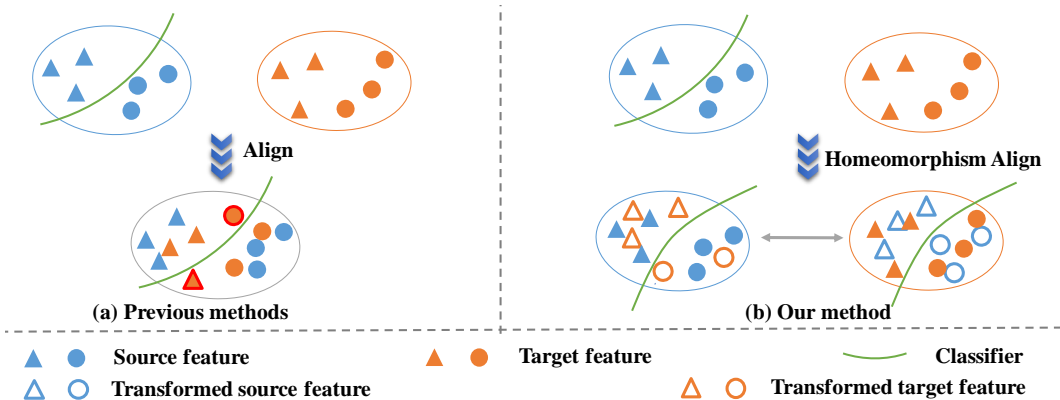 Align
Homeomorphism Align
(a) Previous methods
(b) Our method
Source feature
Target feature
Classifier
Transformed source feature
Transformed target feature